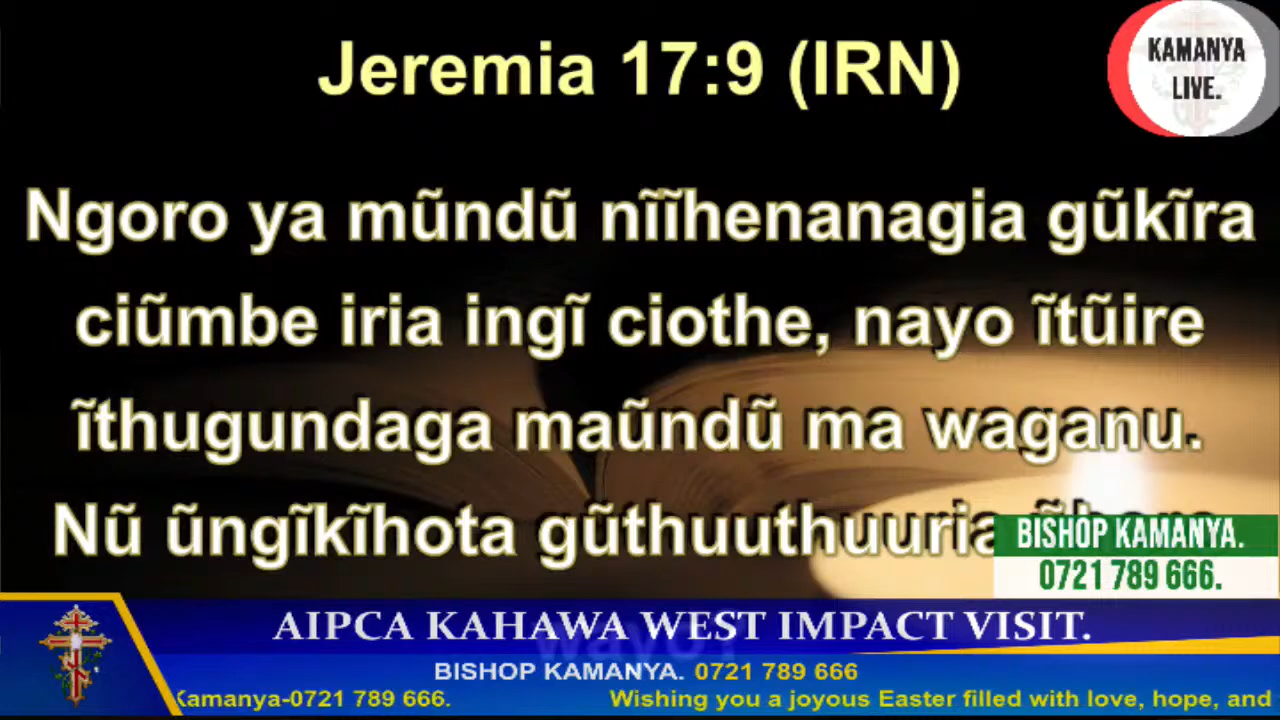 Jeremia 17:9 (IRN)
KAMANYA
LIVE.
Ngoro ya mũndũ nĩĩhenanagia gũkĩra
ciũmbe iria ingĩ ciothe, nayo ĩtũire
ĩthugundaga maũndũ ma waganu.
Nũ ũngĩkĩhota gũthuuthuuria
BISHOP KAMANYA.
0721 789 666.
AIPCA KAHAWA WEST IMPACT VISIT.
wayo?
BISHOP KAMANYA. 0721 789 666
Kamanya-0721 789 666. Wishing you a joyous Easter filled with love, hope, and